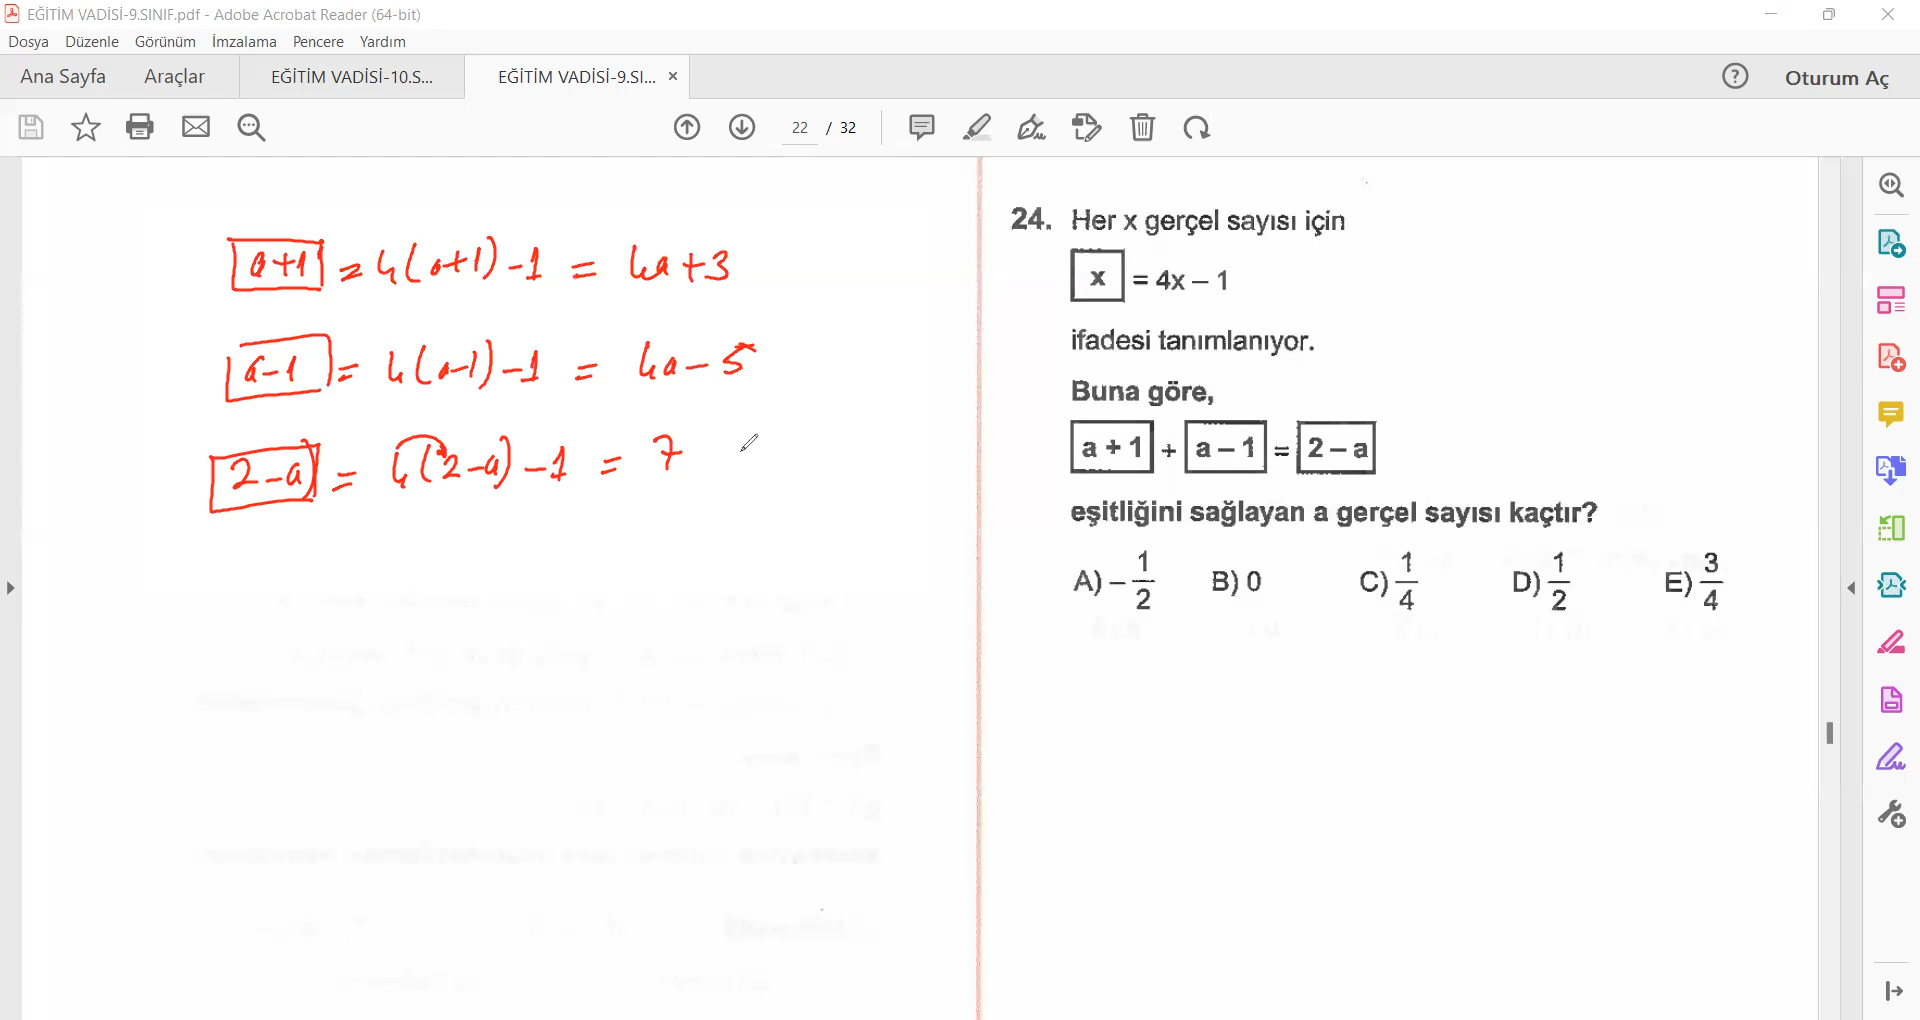 EĞİTİM VADİSİ-9.SINIF.pdf - Adobe Acrobat Reader (64-bit)
Dosya Düzenle Görünüm İmzalama Pencere Yardım
Ana Sayfa Araçlar EĞİTİM VADİSİ-10.S... EĞİTİM VADİSİ-9.SI... × ? Oturum Aç
22 / 32
a+1 = 4(a+1)-1 = 4a+3
a-1 = 4(a-1)-1 = 4a-5
2-a = 4(2-a)-1 = 7
24. Her x gerçel sayısı için
x = 4x – 1
ifadesi tanımlanıyor.
Buna göre,
a + 1 + a – 1 = 2 – a
eşitliğini sağlayan a gerçel sayısı kaçtır?
A) – 1/2 B) 0 C) 1/4 D) 1/2 E) 3/4